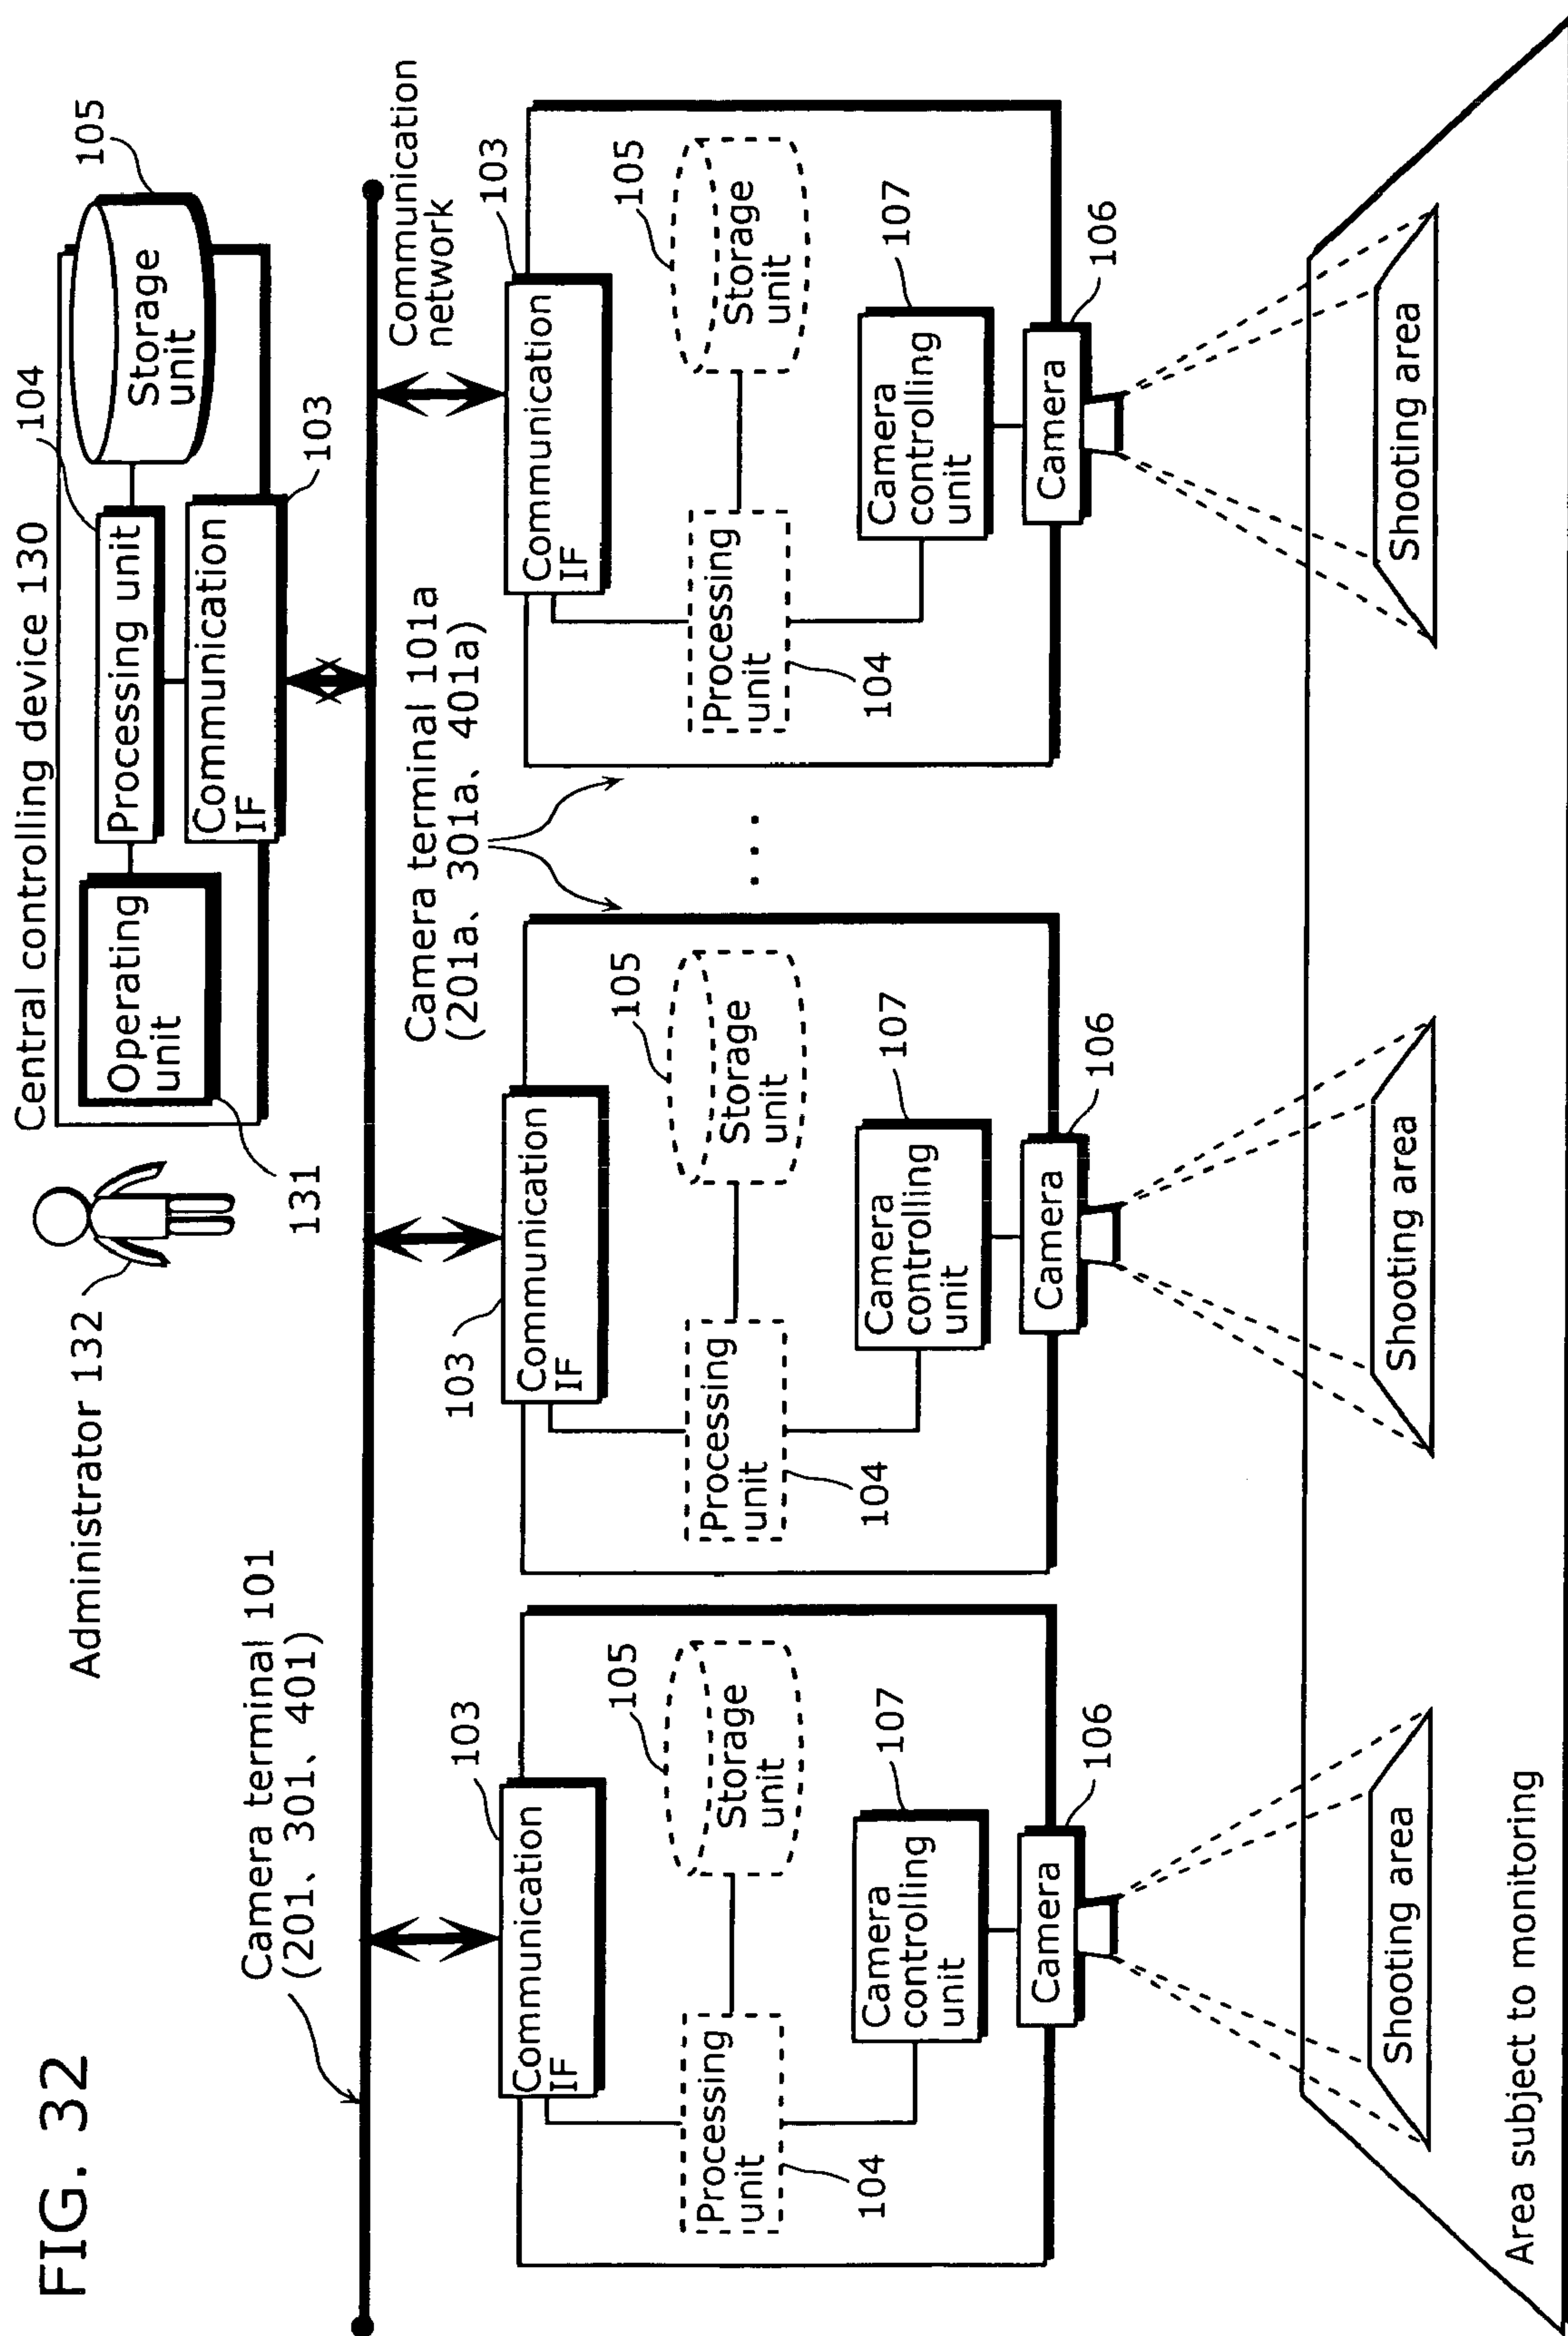 FIG. 32
Administrator 132
131
Central controlling device 130
Operating
unit
Processing unit
104
Communication
IF
103
Storage
unit
105
Camera terminal 101
(201、301、401)
Communication
network
Camera terminal 101a
(201a、301a、401a)
Communication
IF
103
Processing
unit
104
Storage
unit
105
Camera
controlling
unit
107
Camera
106
Shooting area
Communication
IF
103
Processing
unit
104
Storage
unit
105
Camera
controlling
unit
107
Camera
106
Shooting area
. . .
Communication
IF
103
Processing
unit
104
Storage
unit
105
Camera
controlling
unit
107
Camera
106
Shooting area
Area subject to monitoring